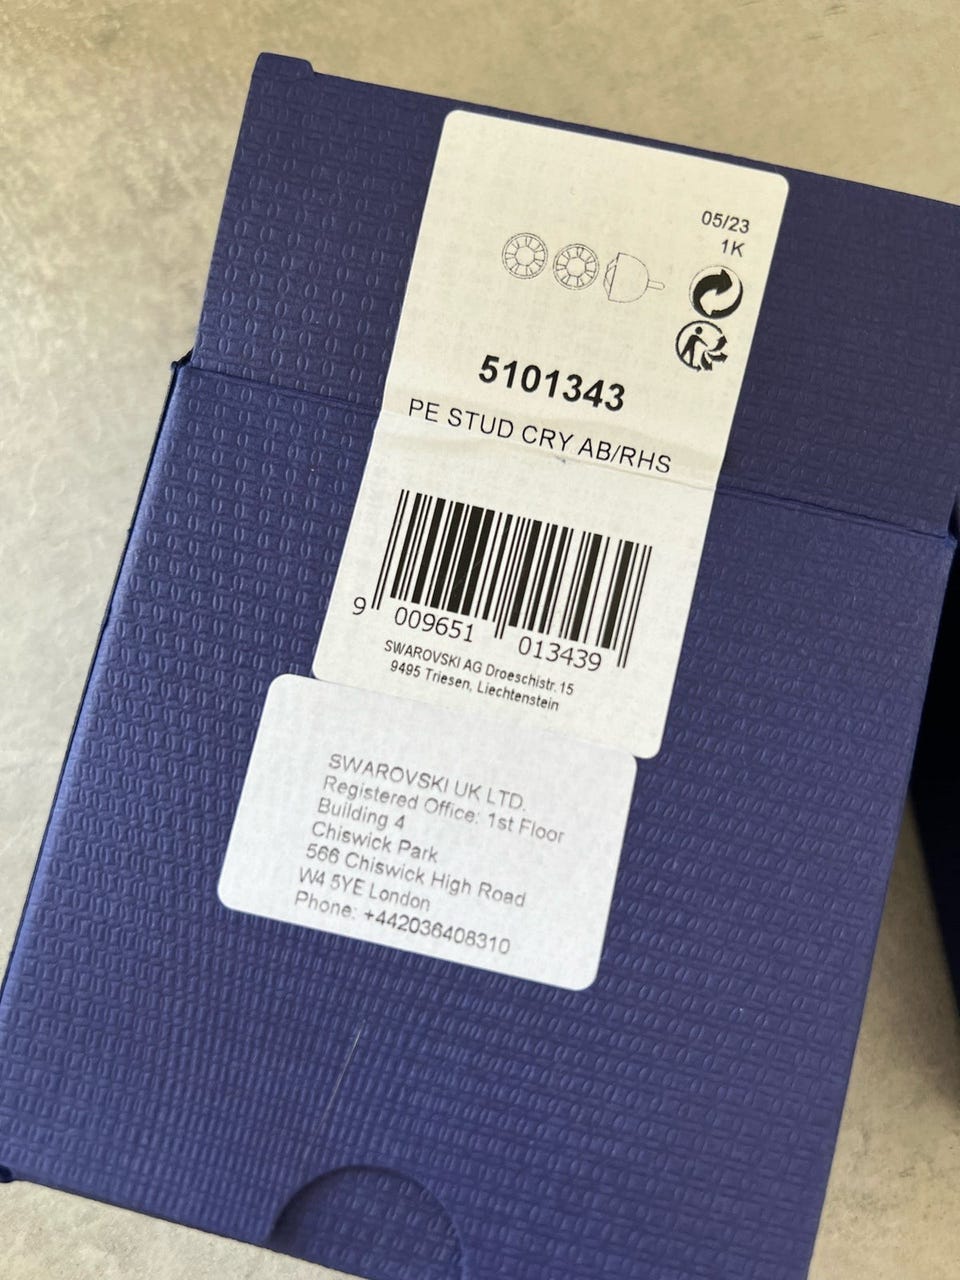 05/23
1K
5101343
PE STUD CRY AB/RHS
9 009651 013439
SWAROVSKI AG Droeschistr. 15
9495 Triesen, Liechtenstein
SWAROVSKI UK LTD.
Registered Office: 1st Floor
Building 4
Chiswick Park
566 Chiswick High Road
W4 5YE London
Phone: +442036408310